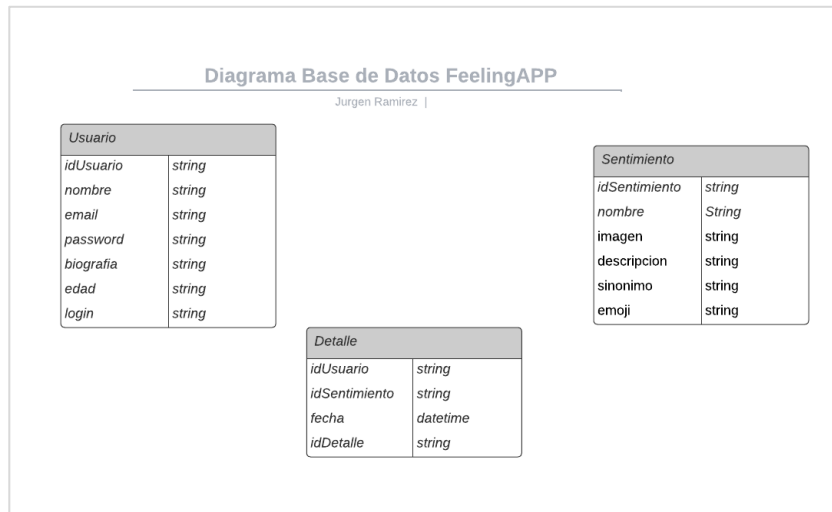 Diagrama Base de Datos FeelingAPP
Jurgen Ramirez |
Usuario
idUsuario string
nombre string
email string
password string
biografia string
edad string
login string
Sentimiento
idSentimiento string
nombre String
imagen string
descripcion string
sinonimo string
emoji string
Detalle
idUsuario string
idSentimiento string
fecha datetime
idDetalle string